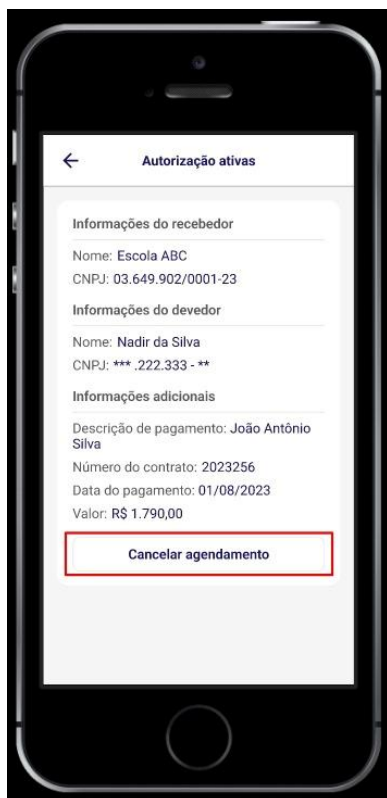 Autorização ativas
Informações do recebedor
Nome: Escola ABC
CNPJ: 03.649.902/0001-23
Informações do devedor
Nome: Nadir da Silva
CNPJ: *** .222.333 - **
Informações adicionais
Descrição de pagamento: João Antônio
Silva
Número do contrato: 2023256
Data do pagamento: 01/08/2023
Valor: R$ 1.790,00
Cancelar agendamento